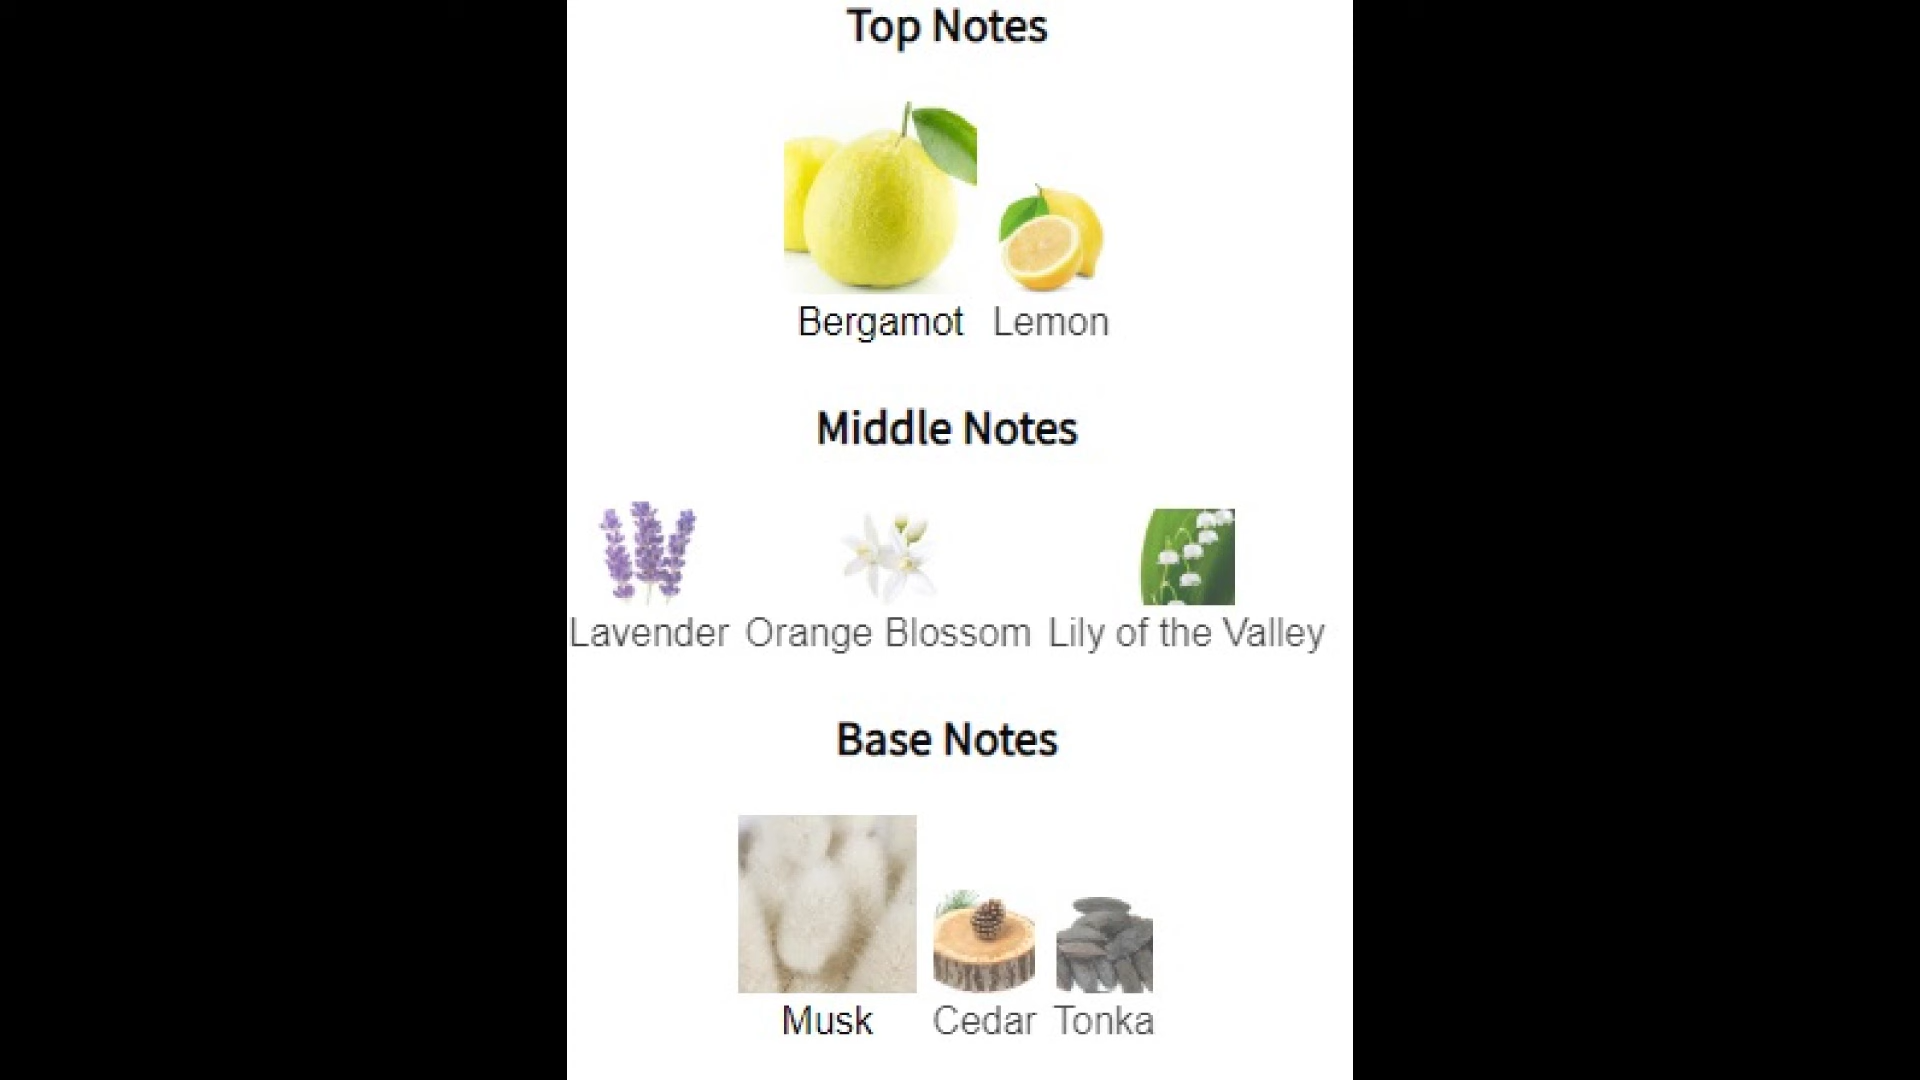 Top Notes
Bergamot Lemon
Middle Notes
Lavender Orange Blossom Lily of the Valley
Base Notes
Musk Cedar Tonka